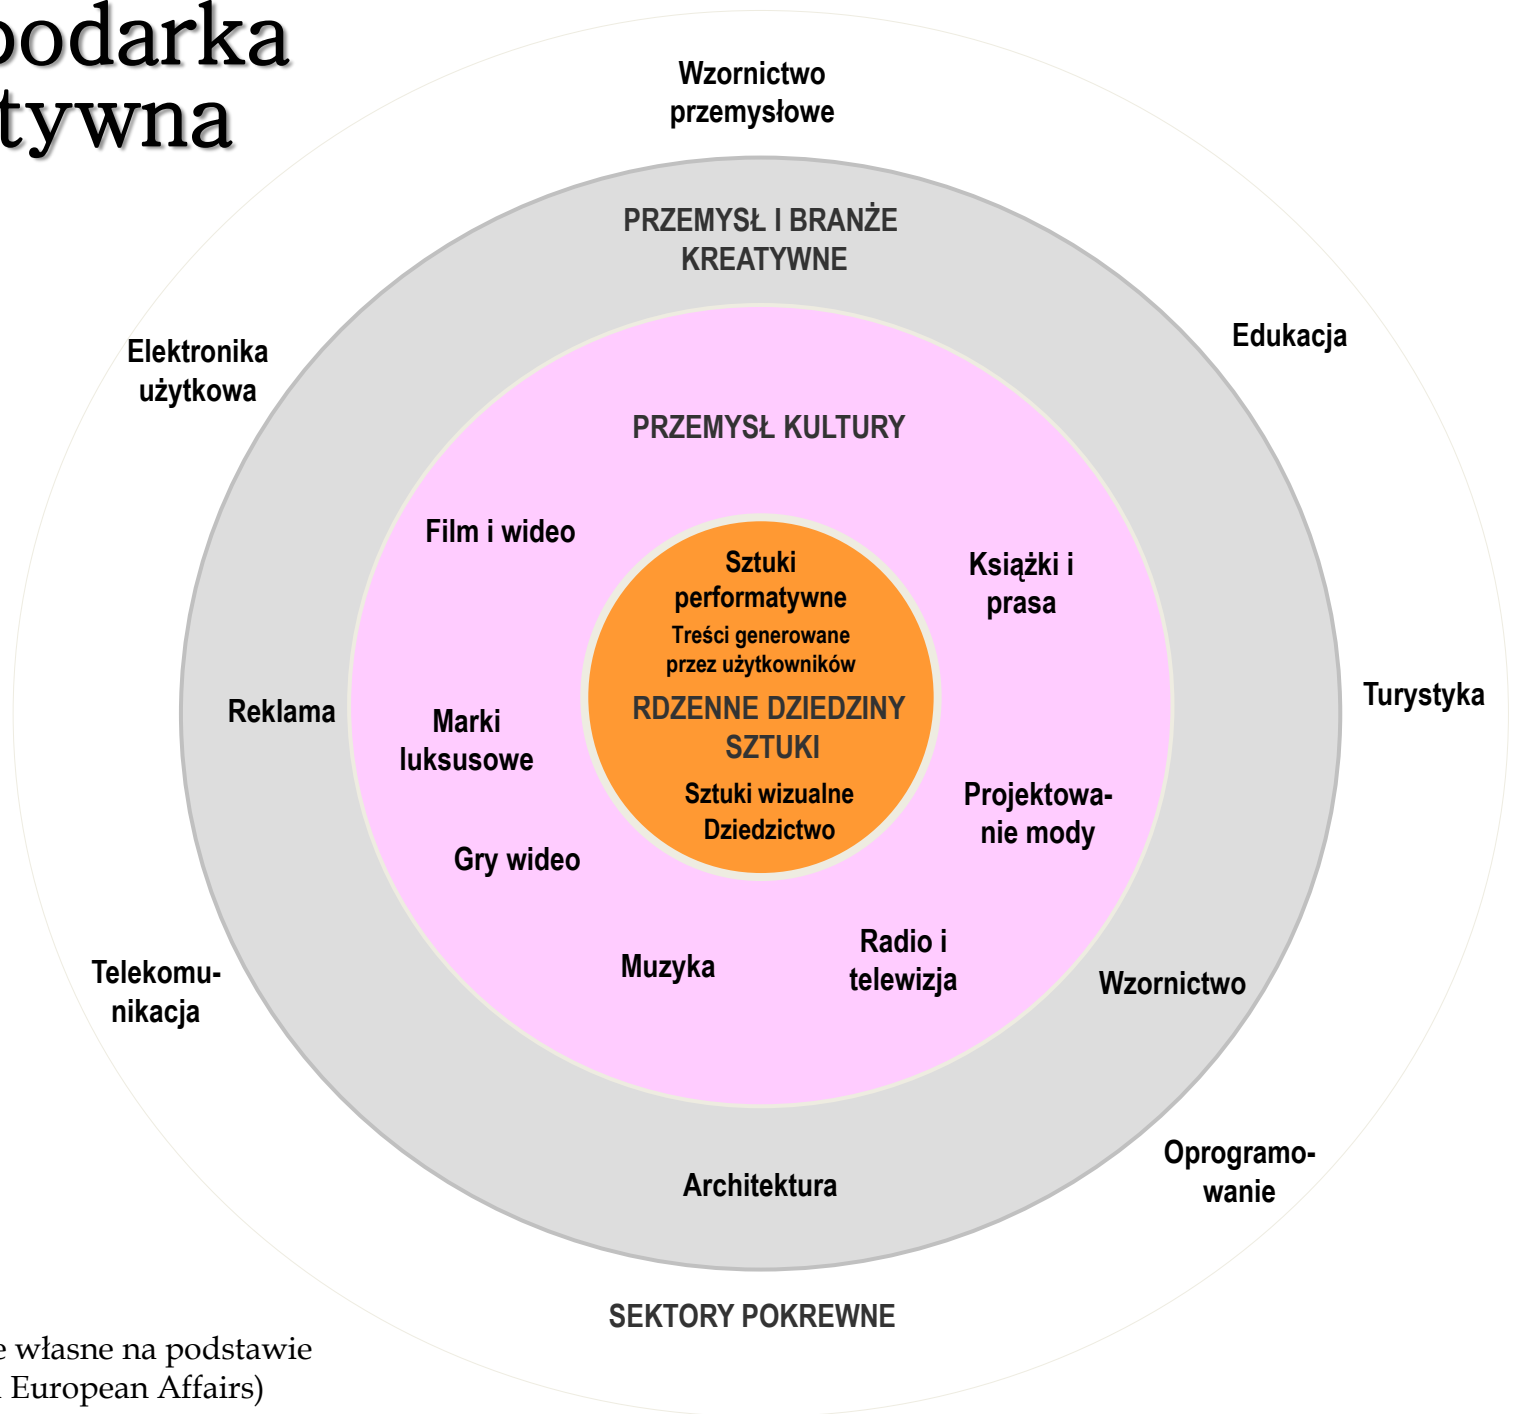 podarka
tywna
Wzornictwo
przemysłowe
PRZEMYSŁ I BRANŻE
KREATYWNE
Elektronika
użytkowa
Edukacja
PRZEMYSŁ KULTURY
Film i wideo
Książki i
prasa
Sztuki
performatywne
Treści generowane
przez użytkowników
RDZENNE DZIEDZINY
SZTUKI
Sztuki wizualne
Dziedzictwo
Reklama
Marki
luksusowe
Turystyka
Projektowa-
nie mody
Gry wideo
Muzyka
Radio i
telewizja
Telekomu-
nikacja
Wzornictwo
Architektura
Oprogramo-
wanie
SEKTORY POKREWNE
e własne na podstawie
European Affairs)